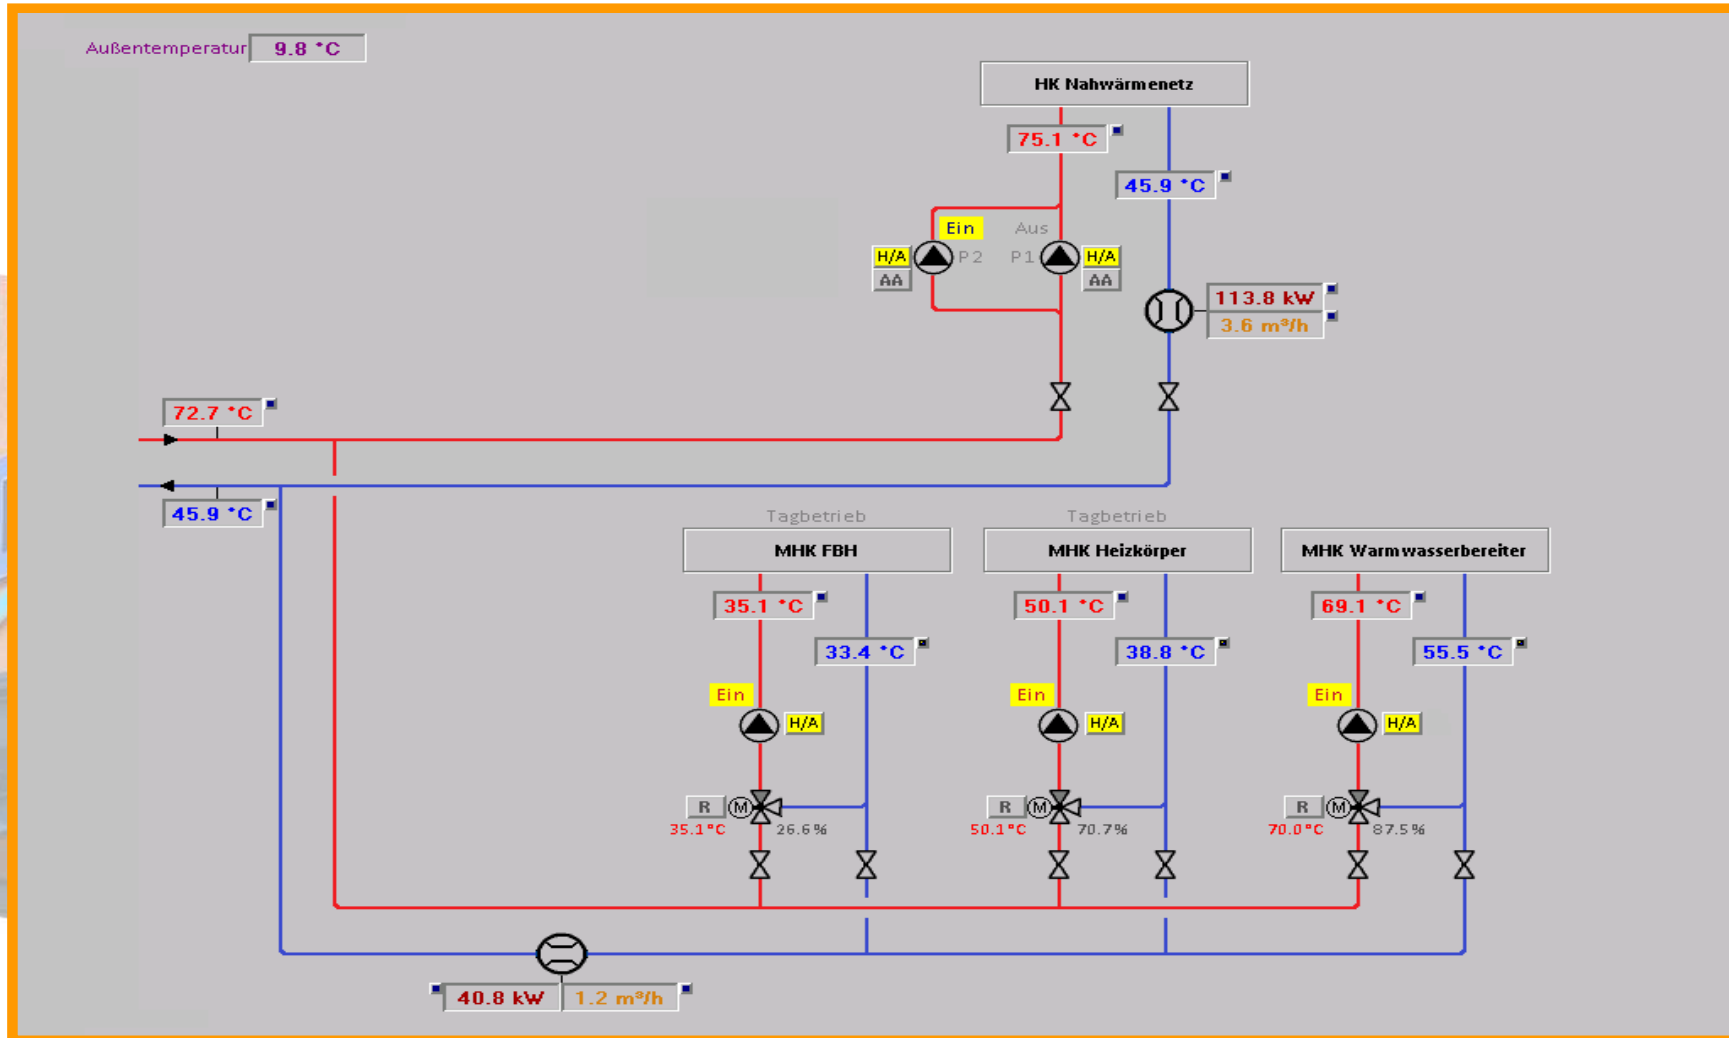 Außentemperatur 9.8 °C
HK Nahwärmenetz
75.1 °C
45.9 °C
Ein Aus
H/A P2 P1 H/A
AA AA
113.8 kW
3.6 m³/h
72.7 °C
45.9 °C
Tagbetrieb Tagbetrieb
MHK FBH MHK Heizkörper MHK Warmwasserbereiter
35.1 °C 50.1 °C 69.1 °C
33.4 °C 38.8 °C 55.5 °C
Ein Ein Ein
H/A H/A H/A
R M R M R M
35.1°C 26.6% 50.1°C 70.7% 70.0°C 87.5%
40.8 kW 1.2 m³/h